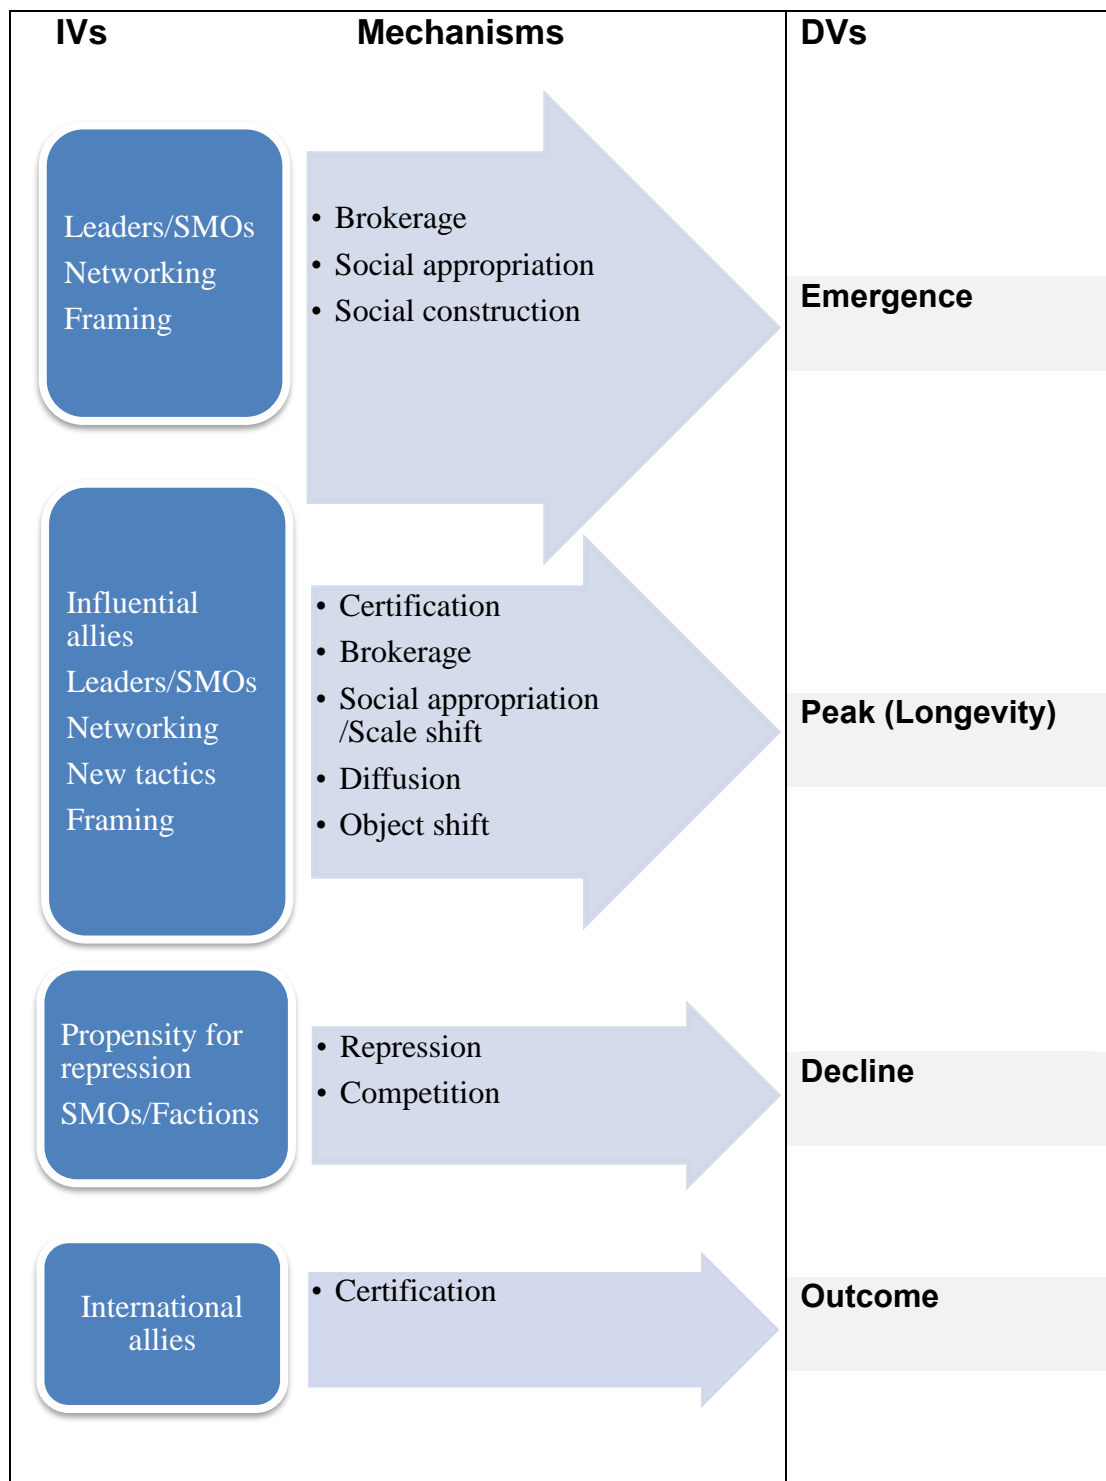 IVs Mechanisms DVs
Leaders/SMOs
Networking
Framing
• Brokerage
• Social appropriation
• Social construction
Emergence
Influential
allies
Leaders/SMOs
Networking
New tactics
Framing
• Certification
• Brokerage
• Social appropriation
/Scale shift
• Diffusion
• Object shift
Peak (Longevity)
Propensity for
repression
SMOs/Factions
• Repression
• Competition
Decline
International
allies
• Certification
Outcome